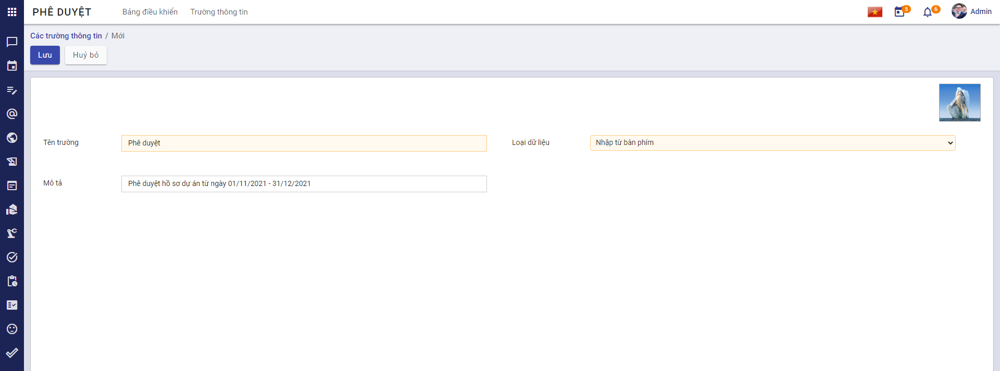 PHÊ DUYỆT
Bảng điều khiển
Trường thông tin
5
6
Admin
Các trường thông tin / Mới
Lưu
Huỷ bỏ
Tên trường
Phê duyệt
Loại dữ liệu
Nhập từ bàn phím
Mô tả
Phê duyệt hồ sơ dự án từ ngày 01/11/2021 - 31/12/2021